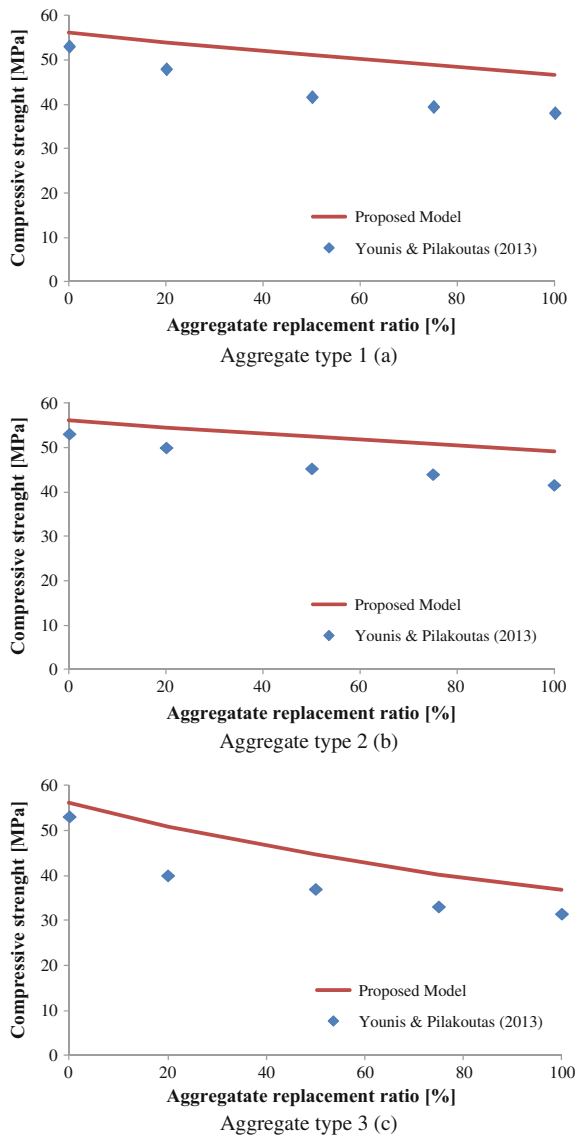 60
50
40
30
20
10
0
Compressive strenght [MPa]
Proposed Model
Younis & Pilakoutas (2013)
0 20 40 60 80 100
Aggregatate replacement ratio [%]
Aggregate type 1 (a)
60
50
40
30
20
10
0
Compressive strenght [MPa]
Proposed Model
Younis & Pilakoutas (2013)
0 20 40 60 80 100
Aggregatate replacement ratio [%]
Aggregate type 2 (b)
60
50
40
30
20
10
0
Compressive strenght [MPa]
Proposed Model
Younis & Pilakoutas (2013)
0 20 40 60 80 100
Aggregatate replacement ratio [%]
Aggregate type 3 (c)